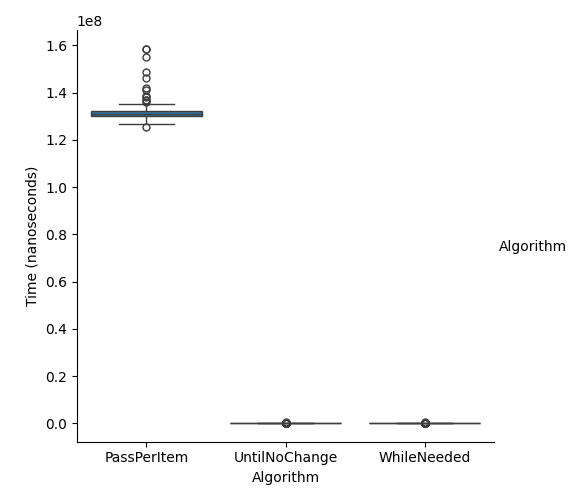 1e8
1.6
1.4
1.2
1.0
0.8
0.6
0.4
0.2
0.0
Time (nanoseconds)
PassPerItem UntilNoChange WhileNeeded
Algorithm
Algorithm